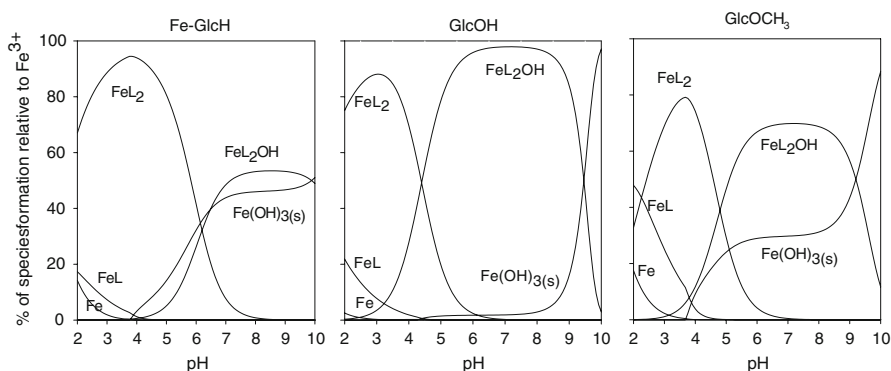 Fe-GlcH
GlcOH
GlcOCH3
% of speciesformation relative to Fe3+
100
80
60
40
20
0
FeL2
FeL2OH
Fe(OH)3(s)
FeL
Fe
2 3 4 5 6 7 8 9 10
pH
FeL2
FeL2OH
FeL
Fe
Fe(OH)3(s)
2 3 4 5 6 7 8 9 10
pH
FeL2
FeL2OH
FeL
Fe
Fe(OH)3(s)
2 3 4 5 6 7 8 9 10
pH